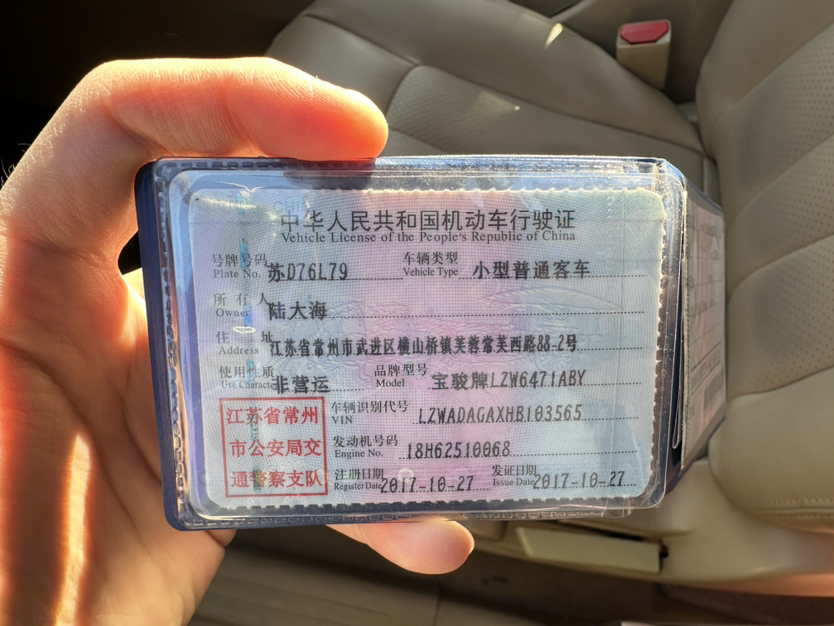 中华人民共和国机动车行驶证
Vehicle License of the People's Republic of China
号牌号码 苏D76L79 车辆类型 小型普通客车
Plate No. Vehicle Type
所有人 陆大海
Owner
住址 江苏省常州市武进区横山桥镇芙蓉常芙西路88-2号
Address
使用性质 非营运 品牌型号 宝骏牌LZW6471ABY
Use Character Model
江苏省常州
市公安局交
通警察支队
车辆识别代号 LZWADAGAXHB103565
VIN
发动机号码 18H62510068
Engine No.
注册日期 2017-10-27 发证日期 2017-10-27
Register Date Issue Date